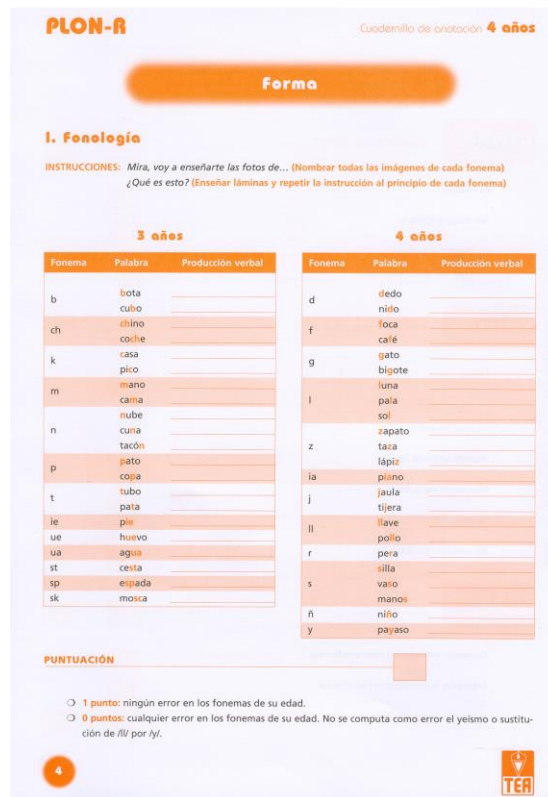 PLON-R
Cuadernillo de anotación 4 años
Forma
I. Fonología
INSTRUCCIONES: Mira, voy a enseñarte las fotos de... (Nombrar todas las imágenes de cada fonema)
¿Qué es esto? (Enseñar láminas y repetir la instrucción al principio de cada fonema)
3 años
Fonema Palabra Producción verbal
b
bota
cubo
ch
chino
coche
k
casa
pico
m
mano
cama
n
nube
cuna
tacón
p
pato
copa
t
tubo
pata
ie pie
ue huevo
ua agua
st cesta
sp espada
sk mosca
4 años
Fonema Palabra Producción verbal
d
dedo
nido
f
foca
café
g
gato
bigote
l
luna
pala
sol
z
zapato
taza
lápiz
ia piano
j
jaula
tijera
ll
llave
pollo
r pera
s
silla
vaso
manos
ñ niño
y payaso
PUNTUACIÓN
1 punto: ningún error en los fonemas de su edad.
0 puntos: cualquier error en los fonemas de su edad. No se computa como error el yeísmo o sustitu-
ción de /ll/ por /y/.
4
TEA